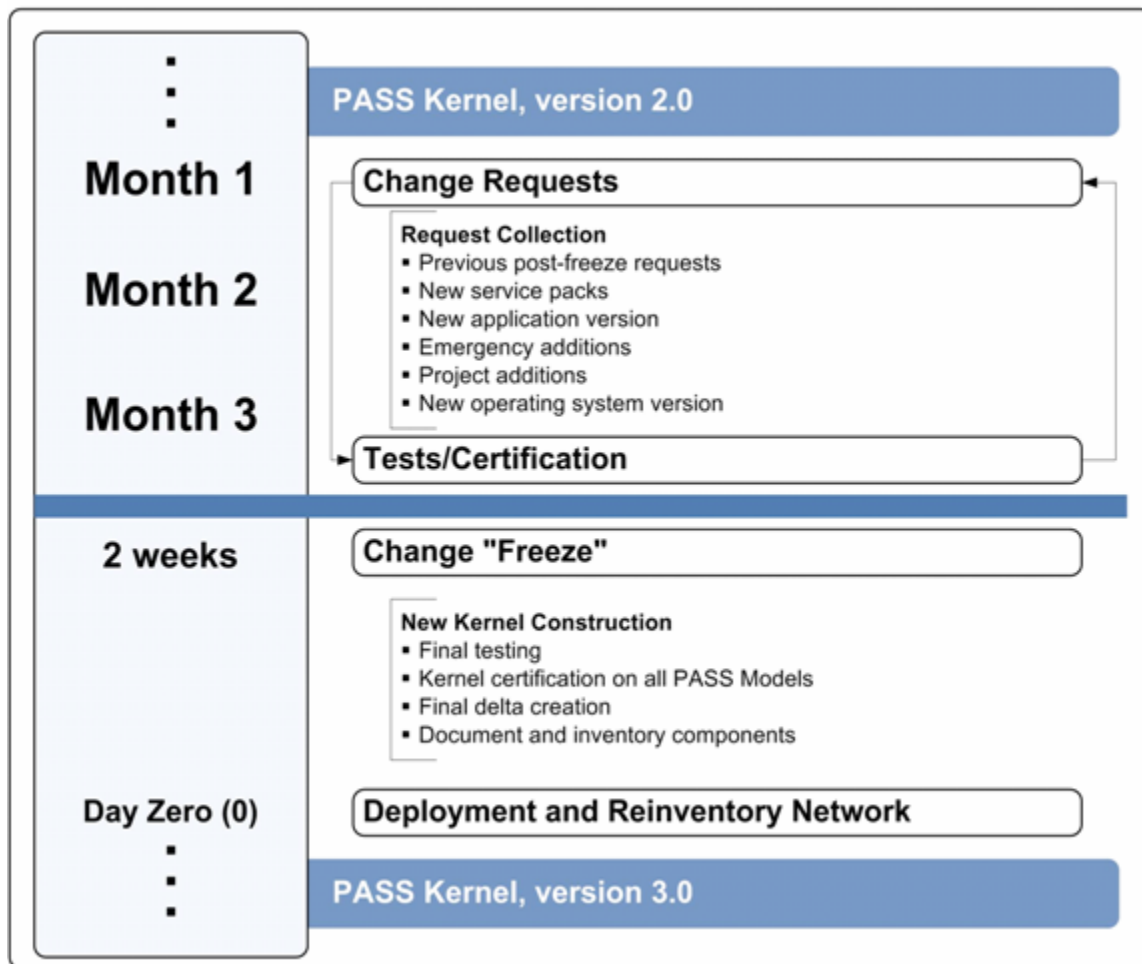 PASS Kernel, version 2.0
Month 1
Change Requests
Request Collection
▪ Previous post-freeze requests
Month 2
▪ New service packs
▪ New application version
▪ Emergency additions
▪ Project additions
Month 3
▪ New operating system version
Tests/Certification
2 weeks
Change "Freeze"
New Kernel Construction
▪ Final testing
▪ Kernel certification on all PASS Models
▪ Final delta creation
▪ Document and inventory components
Day Zero (0)
Deployment and Reinventory Network
PASS Kernel, version 3.0